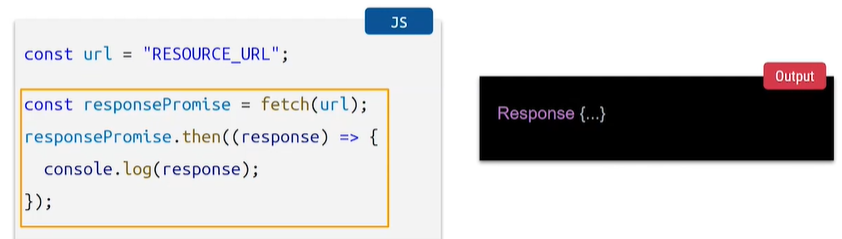 JS
const url = "RESOURCE_URL";
const responsePromise = fetch(url);
responsePromise.then((response) => {
  console.log(response);
});
Output
Response {...}